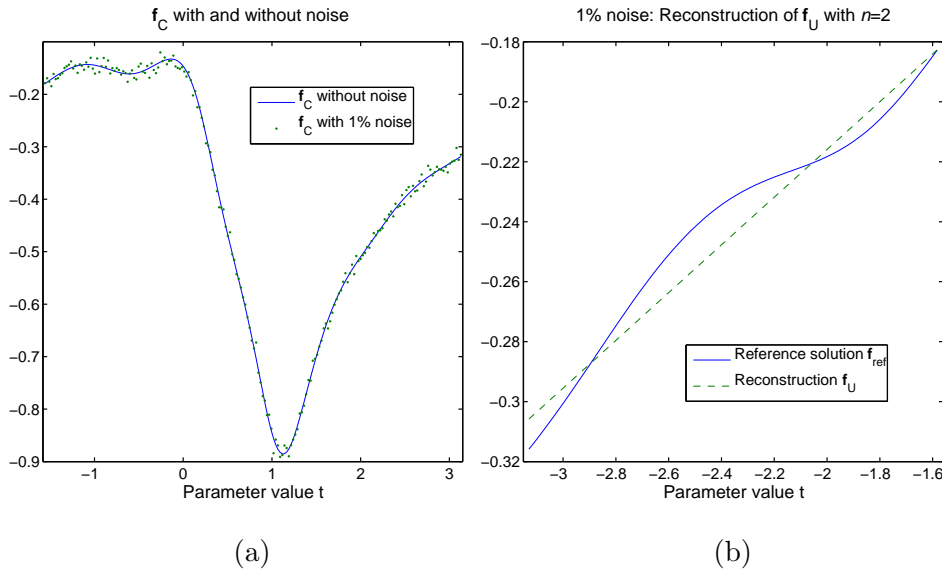 f_C with and without noise
−0.2
−0.3
−0.4
−0.5
−0.6
−0.7
−0.8
−0.9
−1
0
1
2
3
f_C without noise
f_C with 1% noise
Parameter value t
(a)
1% noise: Reconstruction of f_U with n=2
−0.18
−0.2
−0.22
−0.24
−0.26
−0.28
−0.3
−0.32
−3
−2.8
−2.6
−2.4
−2.2
−2
−1.8
−1.6
Reference solution f_ref
Reconstruction f_U
Parameter value t
(b)